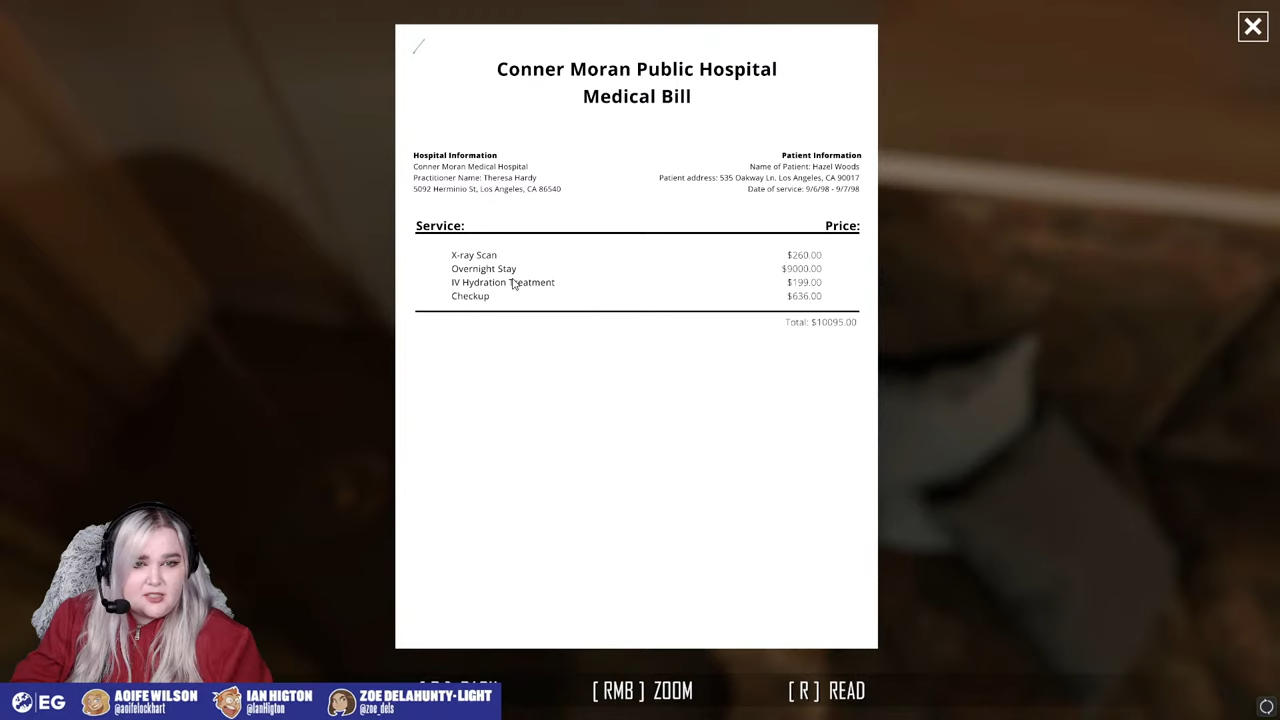 Conner Moran Public Hospital
Medical Bill
Hospital Information
Conner Moran Medical Hospital
Practitioner Name: Theresa Hardy
5092 Herminio St, Los Angeles, CA 86540
Patient Information
Name of Patient: Hazel Woods
Patient address: 535 Oakway Ln. Los Angeles, CA 90017
Date of service: 9/6/98 - 9/7/98
Service: Price:
X-ray Scan $260.00
Overnight Stay $9000.00
IV Hydration Treatment $199.00
Checkup $636.00
Total: $10095.00
[ RMB ] ZOOM
[ R ] READ
EG
AOIFE WILSON
@aoifelockhart
IAN HIGTON
@IanHigton
ZOE DELAHUNTY-LIGHT
@zoe_dels